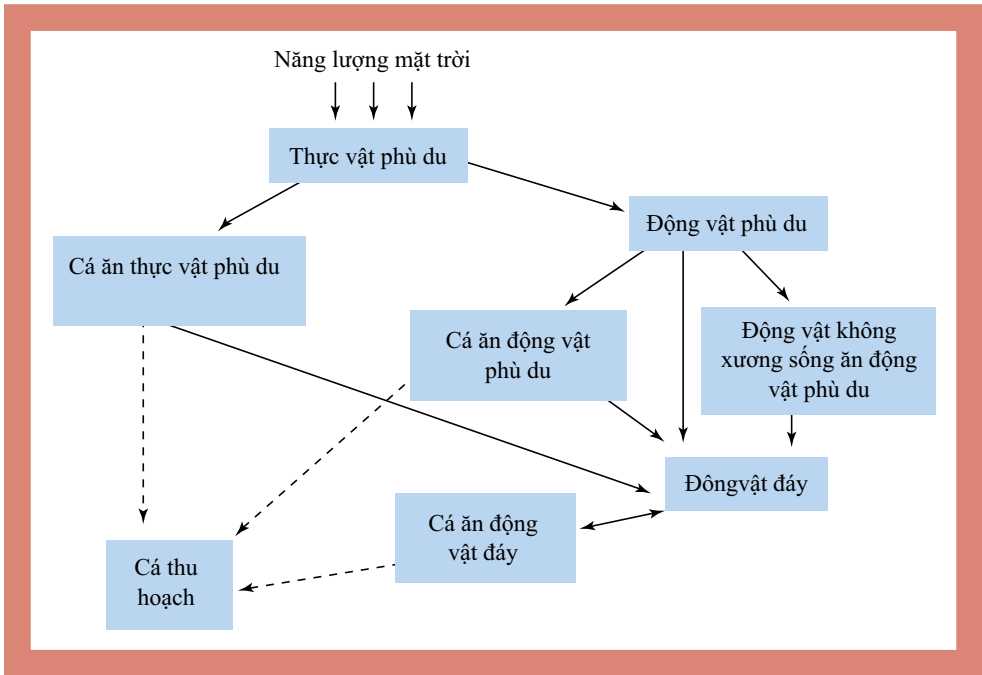 Năng lượng mặt trời
Thực vật phù du
Động vật phù du
Cá ăn thực vật phù du
Cá ăn động vật
phù du
Động vật không
xương sống ăn động
vật phù du
Đôngvật đáy
Cá ăn động
vật đáy
Cá thu
hoạch